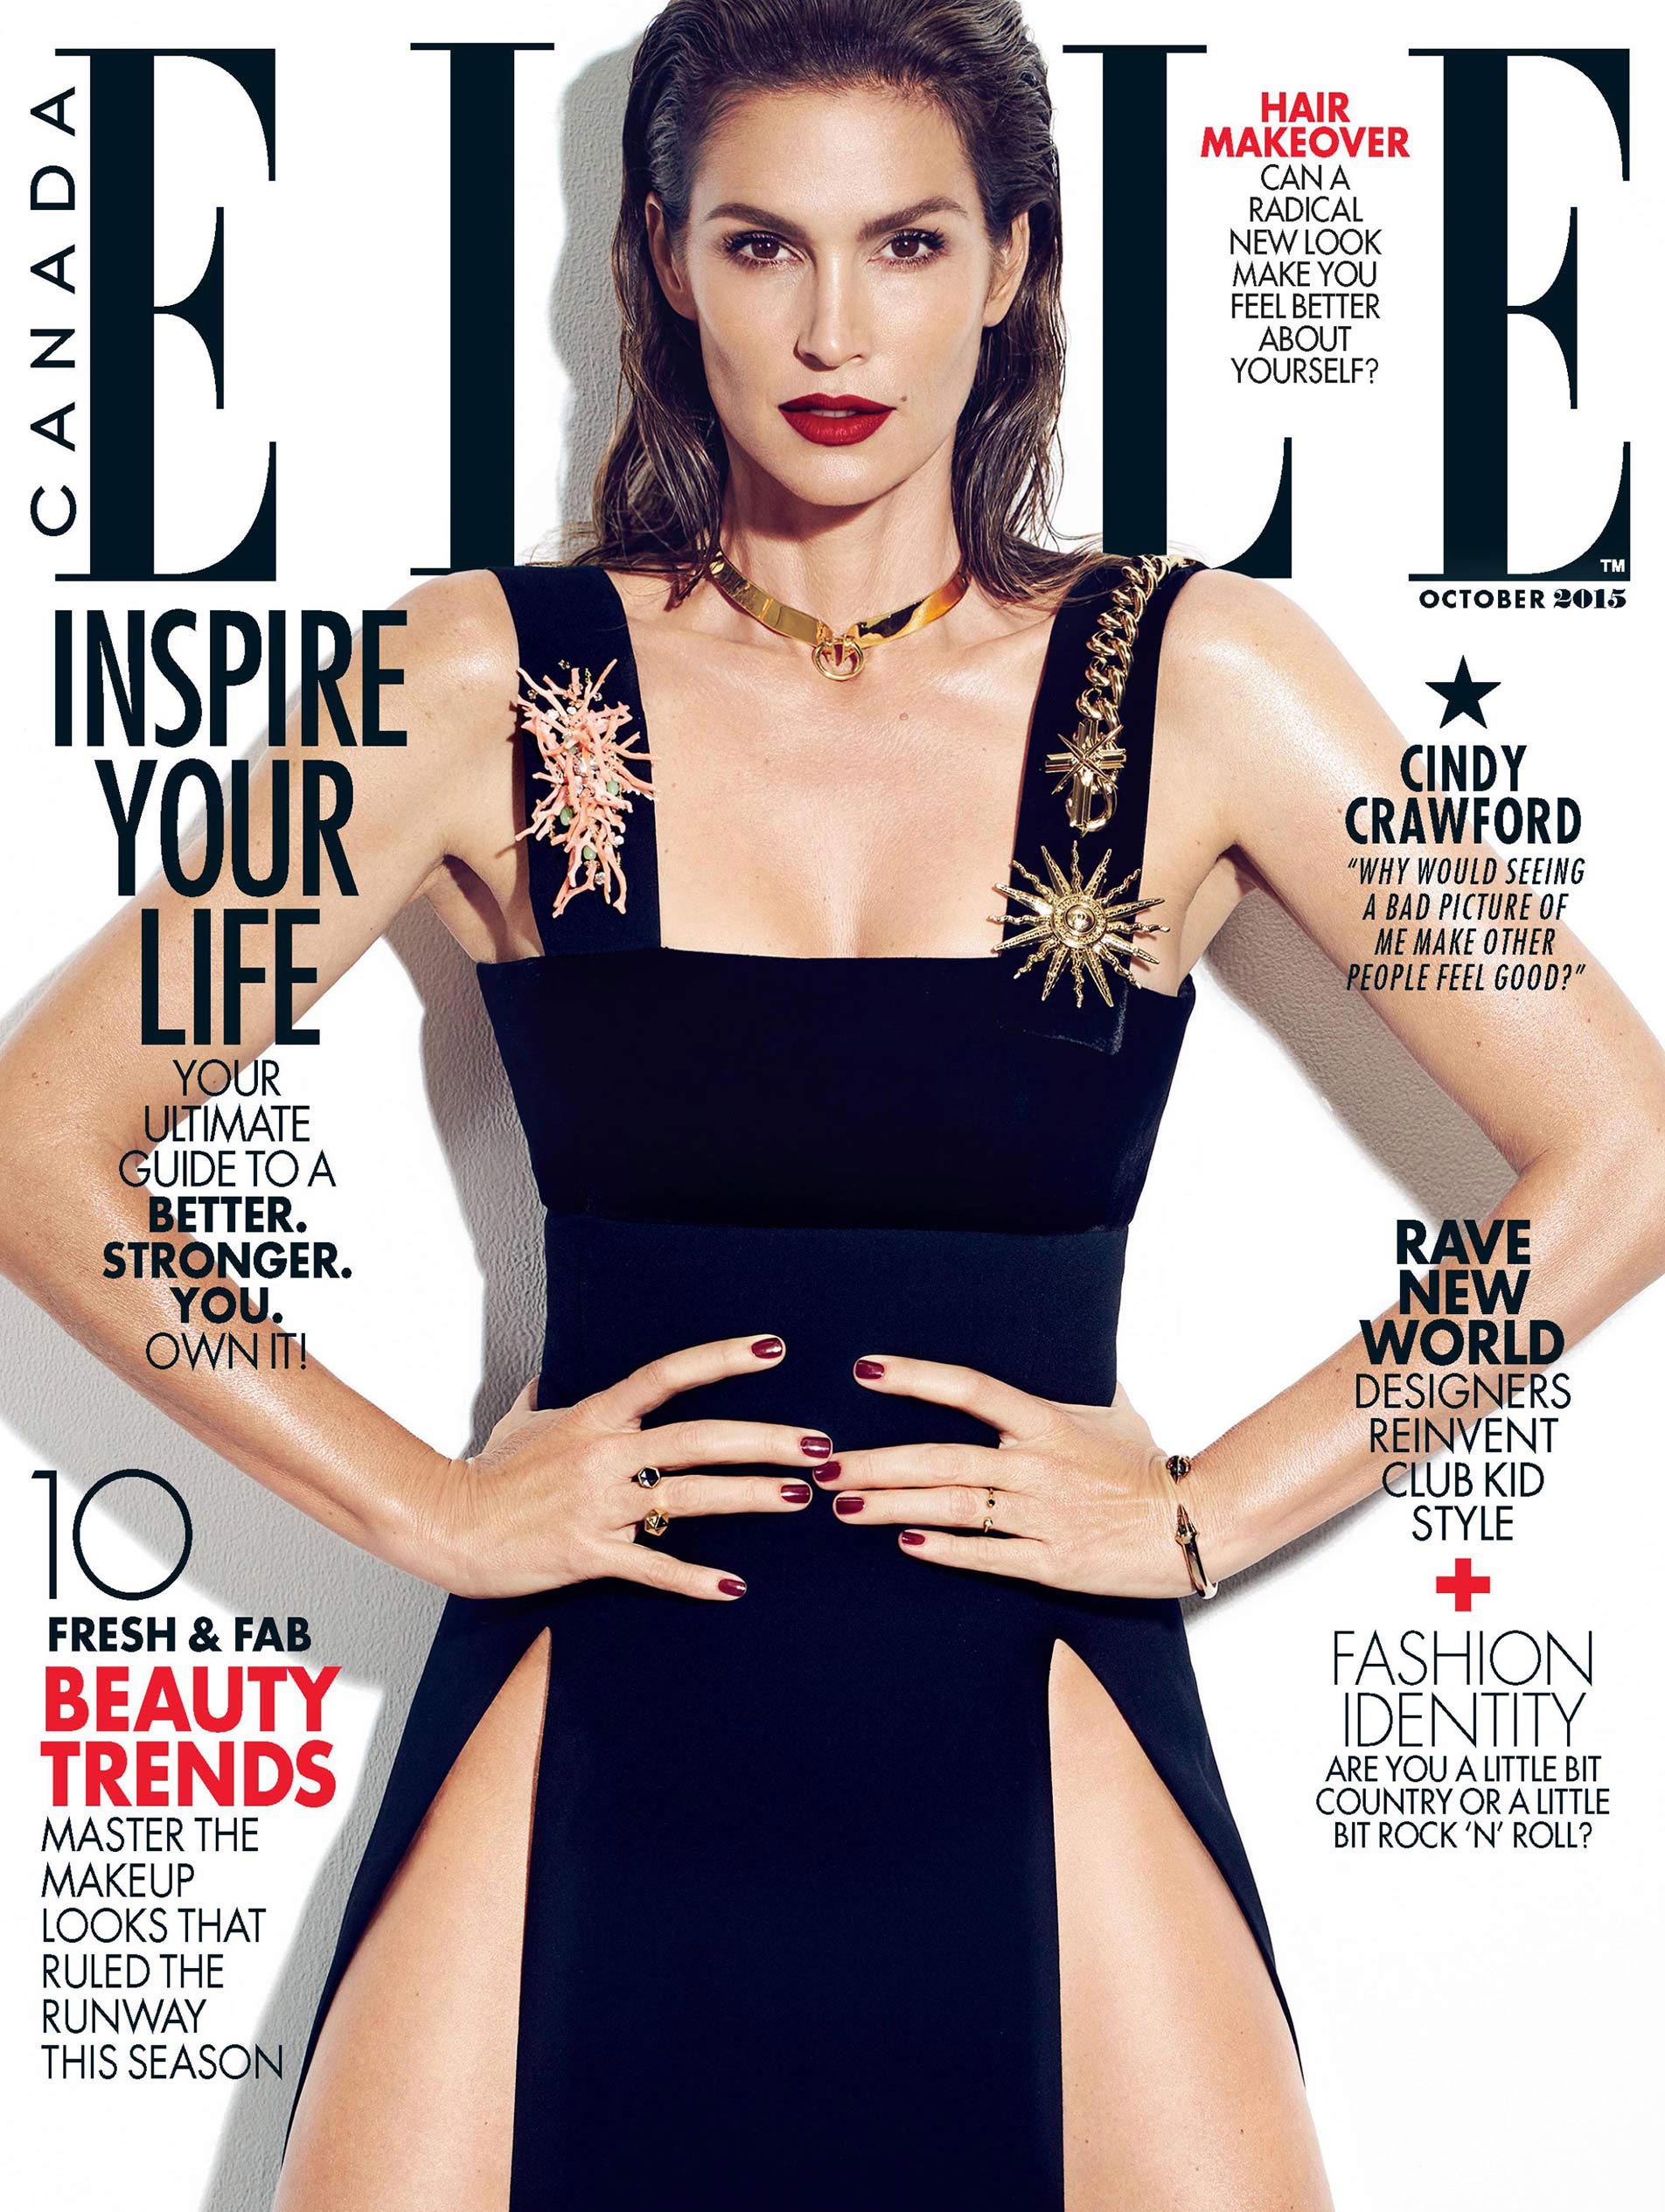 CANADA
ELLE
TM
OCTOBER 2015
HAIR
MAKEOVER
CAN A
RADICAL
NEW LOOK
MAKE YOU
FEEL BETTER
ABOUT
YOURSELF?
INSPIRE
YOUR
LIFE
YOUR
ULTIMATE
GUIDE TO A
BETTER.
STRONGER.
YOU.
OWN IT!
10
FRESH & FAB
BEAUTY
TRENDS
MASTER THE
MAKEUP
LOOKS THAT
RULED THE
RUNWAY
THIS SEASON
CINDY
CRAWFORD
“WHY WOULD SEEING
A BAD PICTURE OF
ME MAKE OTHER
PEOPLE FEEL GOOD?”
RAVE
NEW
WORLD
DESIGNERS
REINVENT
CLUB KID
STYLE
+
FASHION
IDENTITY
ARE YOU A LITTLE BIT
COUNTRY OR A LITTLE
BIT ROCK ‘N’ ROLL?